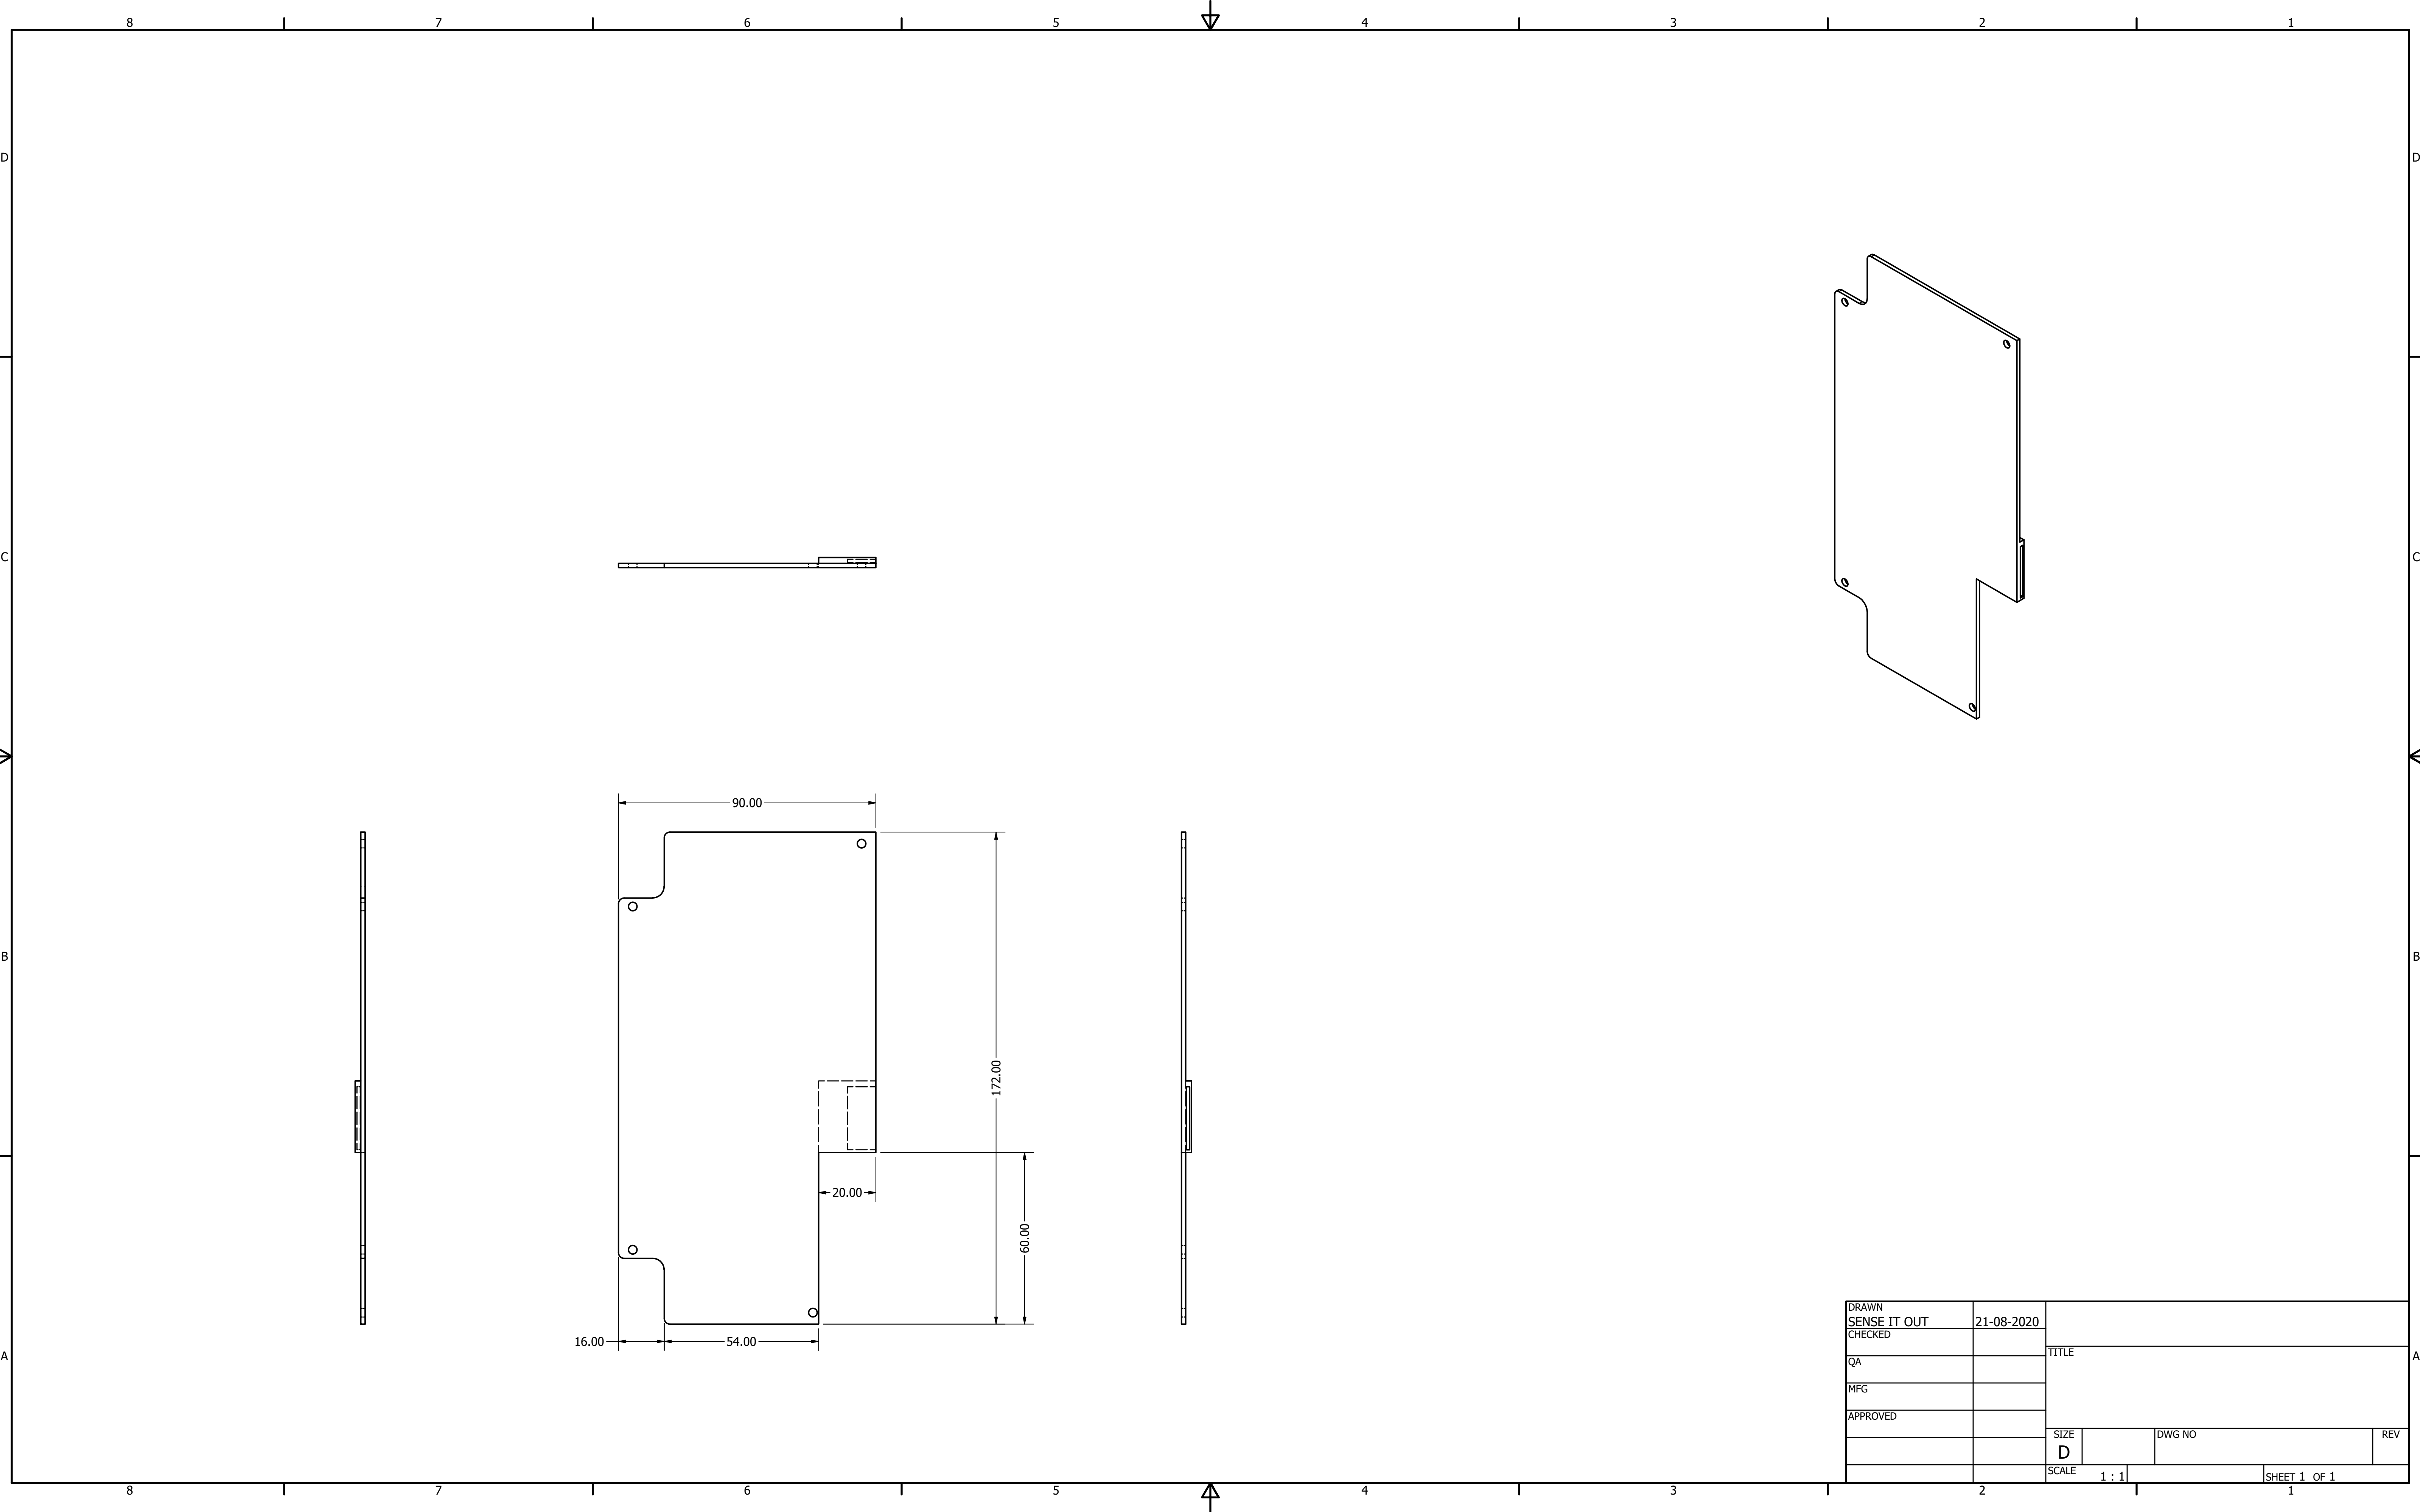 8 7 6 5 4 3 2 1
D D
C C
90.00
B B
172.00
20.00
60.00
16.00 54.00
A A
DRAWN
SENSE IT OUT 21-08-2020
CHECKED
TITLE
QA
MFG
APPROVED
SIZE DWG NO REV
D
SCALE 1 : 1 SHEET 1 OF 1
8 7 6 5 4 3 2 1